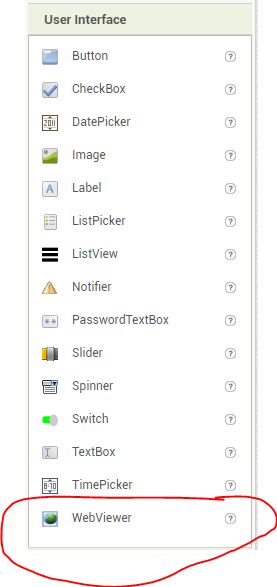 User Interface
Button ?
CheckBox ?
DatePicker ?
Image ?
Label ?
ListPicker ?
ListView ?
Notifier ?
PasswordTextBox ?
Slider ?
Spinner ?
Switch ?
TextBox ?
TimePicker ?
WebViewer ?